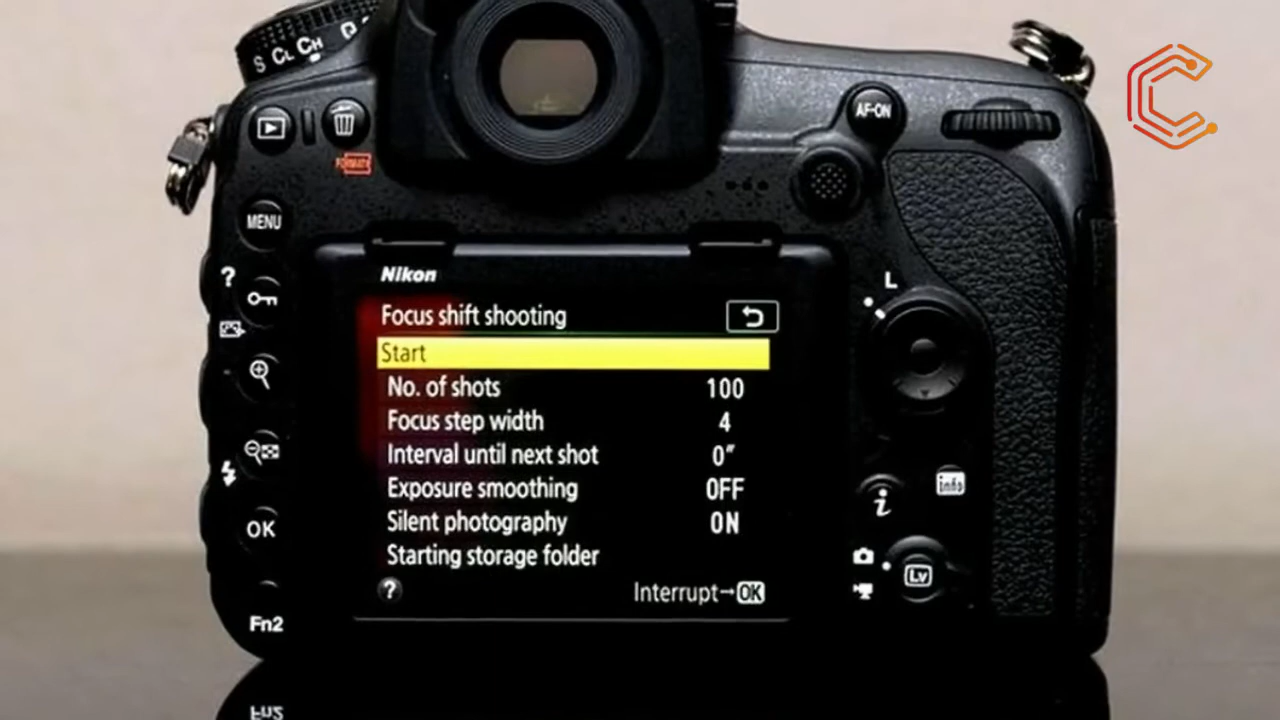 S CL CH Q
FORMAT
AF-ON
MENU
?
L
Nikon
Focus shift shooting
Start
No. of shots 100
Focus step width 4
Interval until next shot 0″
Exposure smoothing OFF
Silent photography ON
Starting storage folder
? Interrupt→OK
info
i
OK
Lv
Fn2
Fn2
C